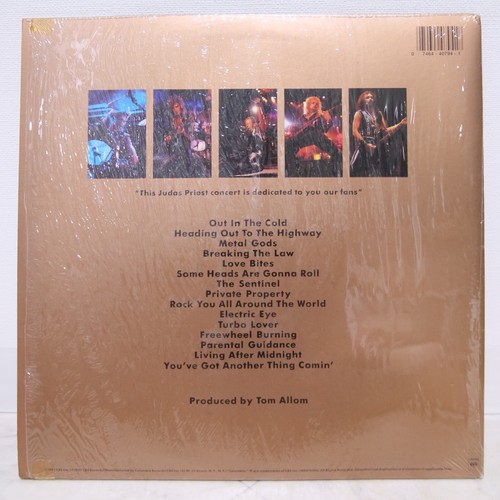 "This Judas Priest concert is dedicated to you our fans"
Out In The Cold
Heading Out To The Highway
Metal Gods
Breaking The Law
Love Bites
Some Heads Are Gonna Roll
The Sentinel
Private Property
Rock You All Around The World
Electric Eye
Turbo Lover
Freewheel Burning
Parental Guidance
Living After Midnight
You've Got Another Thing Comin'
Produced by Tom Allom